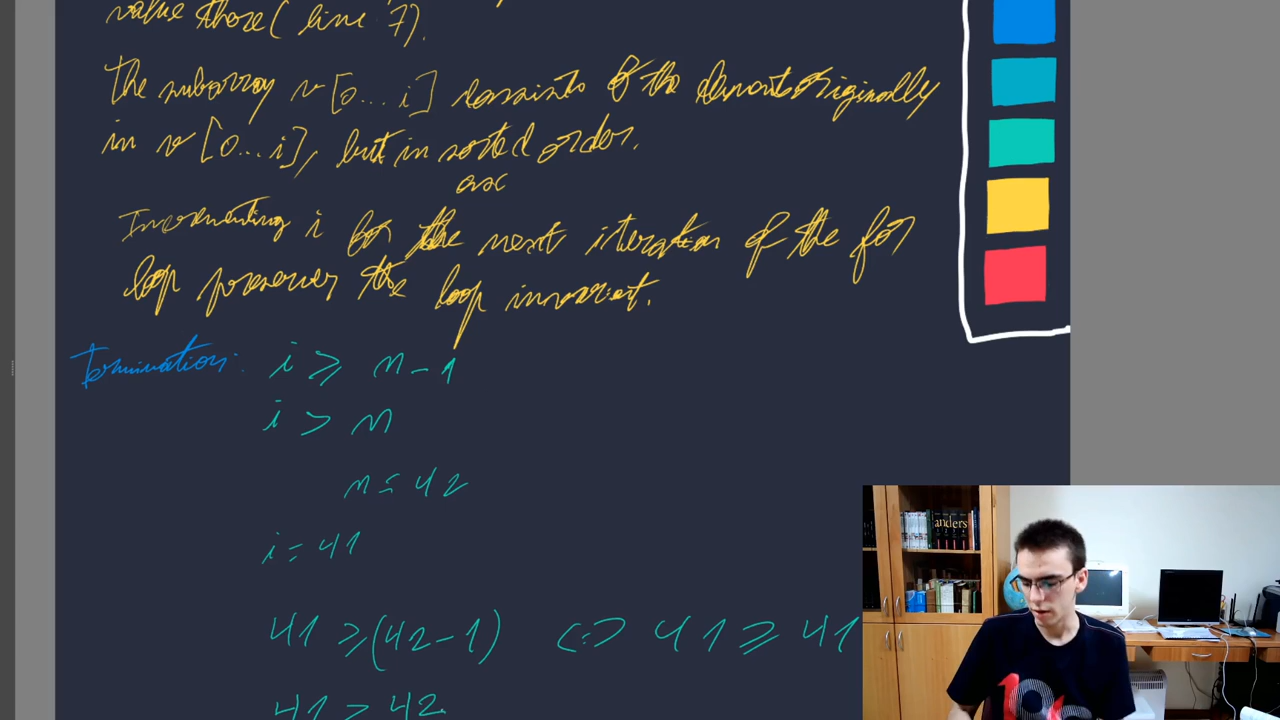 value those (line 7).
The subarray v[0...i] consists of the elements originally
in v[0...i], but in sorted order.
asc
Incrementing i for the next iteration of the for
loop preserves the loop invariant.
Termination: i ⩾ n-1
i > n
n = 42
i = 41
41 ⩾ (42-1) <=> 41 ⩾ 41
41 > 42
anders